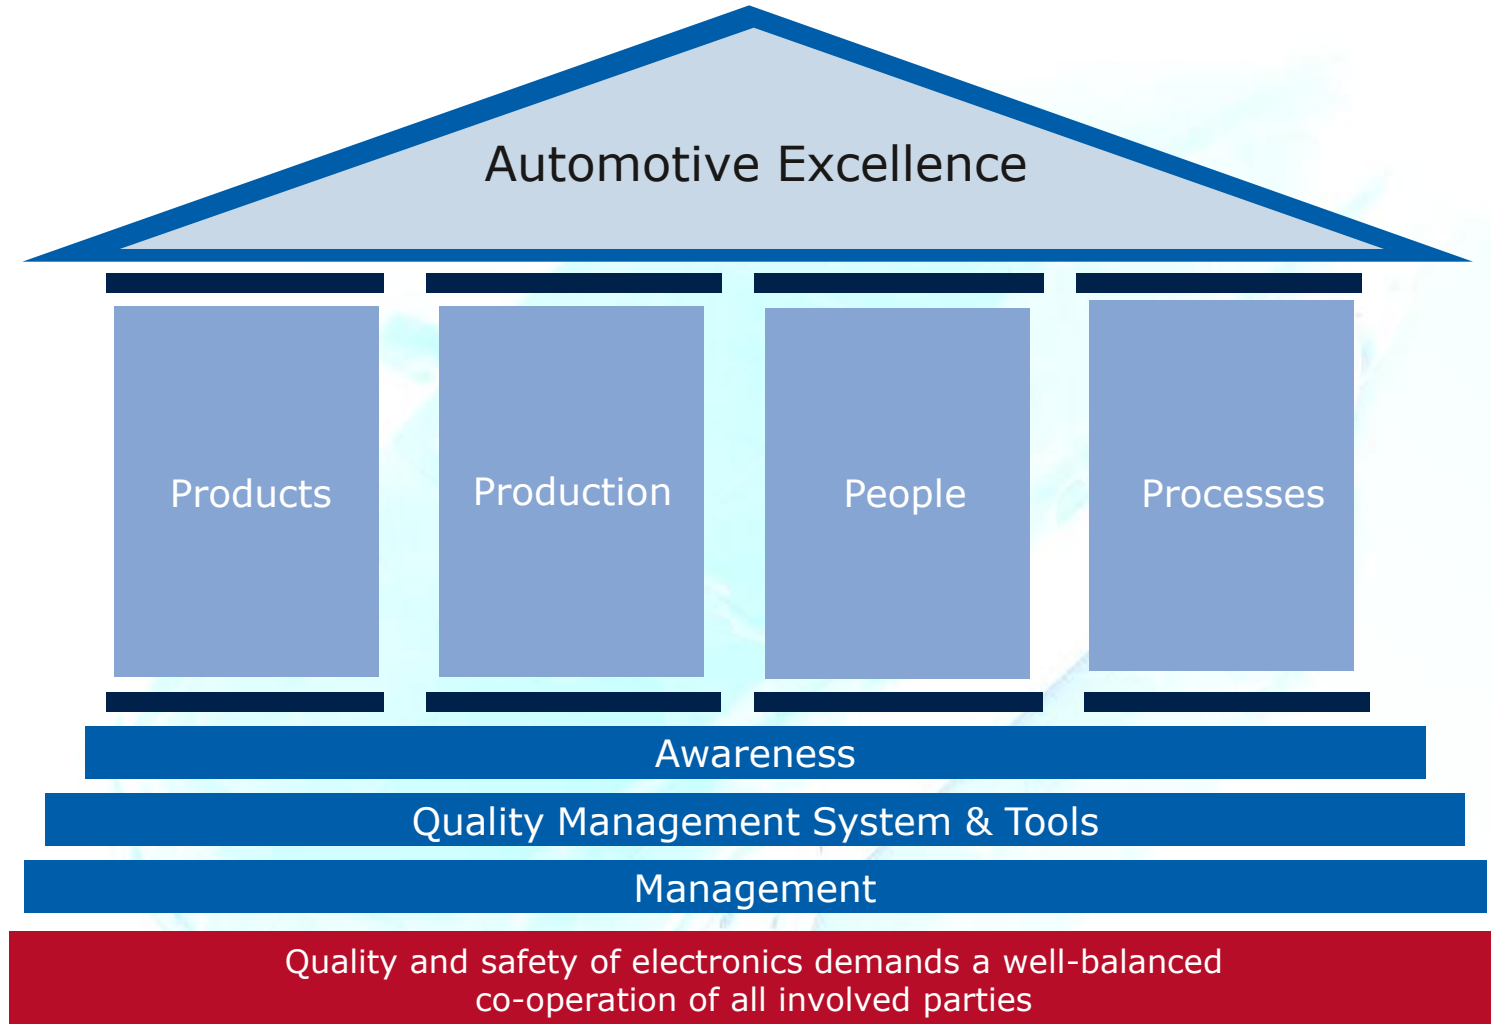 Automotive Excellence
Products
Production
People
Processes
Awareness
Quality Management System & Tools
Management
Quality and safety of electronics demands a well-balanced
co-operation of all involved parties